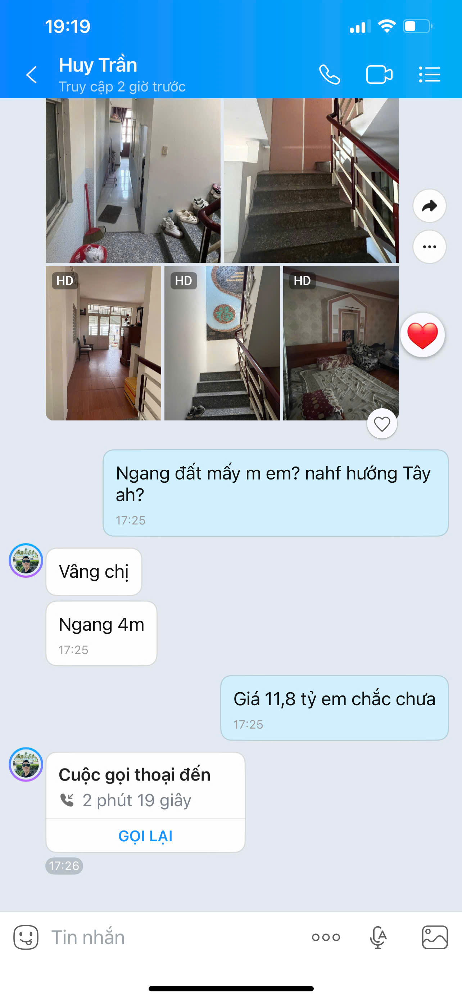 19:19
Huy Trần
Truy cập 2 giờ trước
HD
HD
HD
福
Ngang đất mấy m em? nahf hướng Tây
ah?
17:25
Vâng chị
Ngang 4m
17:25
Giá 11,8 tỷ em chắc chưa
17:25
Cuộc gọi thoại đến
2 phút 19 giây
GỌI LẠI
17:26
Tin nhắn